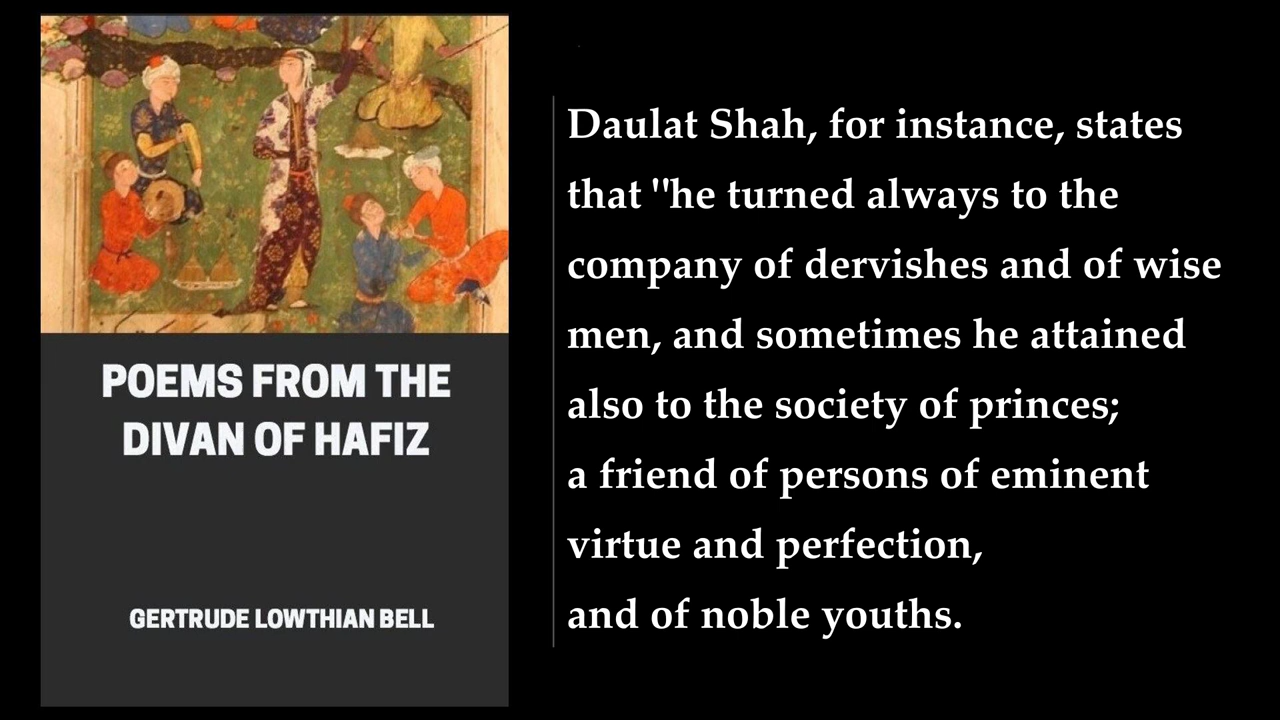 POEMS FROM THE
DIVAN OF HAFIZ
GERTRUDE LOWTHIAN BELL
Daulat Shah, for instance, states
that "he turned always to the
company of dervishes and of wise
men, and sometimes he attained
also to the society of princes;
a friend of persons of eminent
virtue and perfection,
and of noble youths.